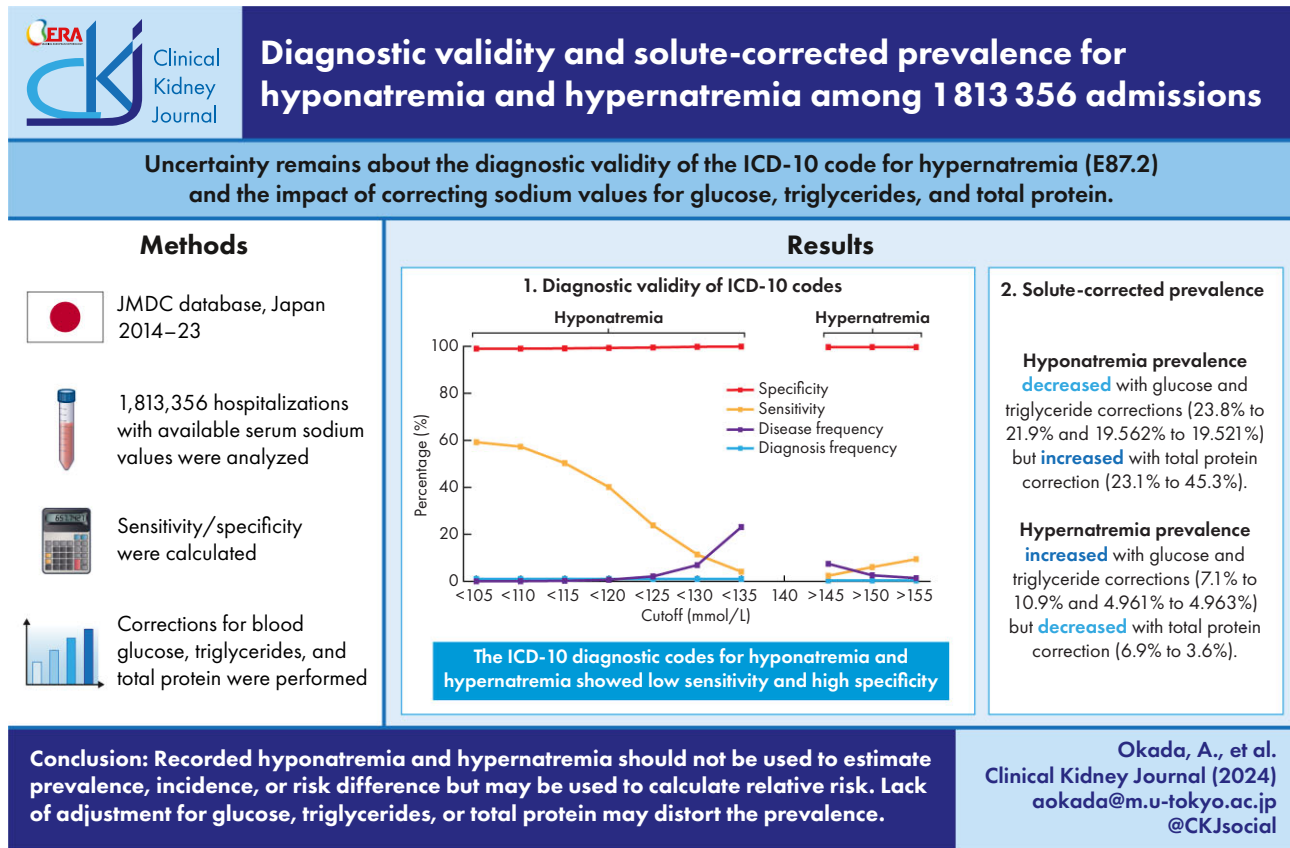 ERA
CKJ
Clinical
Kidney
Journal
Diagnostic validity and solute-corrected prevalence for
hyponatremia and hypernatremia among 1 813 356 admissions
Uncertainty remains about the diagnostic validity of the ICD-10 code for hypernatremia (E87.2)
and the impact of correcting sodium values for glucose, triglycerides, and total protein.
Methods
JMDC database, Japan
2014–23
1,813,356 hospitalizations
with available serum sodium
values were analyzed
Sensitivity/specificity
were calculated
Corrections for blood
glucose, triglycerides, and
total protein were performed
Results
1. Diagnostic validity of ICD-10 codes
Hyponatremia
Hypernatremia
100
80
60
40
20
0
Percentage (%)
Specificity
Sensitivity
Disease frequency
Diagnosis frequency
<105 <110 <115 <120 <125 <130 <135 140 >145 >150 >155
Cutoff (mmol/L)
The ICD-10 diagnostic codes for hyponatremia and
hypernatremia showed low sensitivity and high specificity
2. Solute-corrected prevalence
Hyponatremia prevalence
decreased with glucose and
triglyceride corrections (23.8% to
21.9% and 19.562% to 19.521%)
but increased with total protein
correction (23.1% to 45.3%).
Hypernatremia prevalence
increased with glucose and
triglyceride corrections (7.1% to
10.9% and 4.961% to 4.963%)
but decreased with total protein
correction (6.9% to 3.6%).
Conclusion: Recorded hyponatremia and hypernatremia should not be used to estimate
prevalence, incidence, or risk difference but may be used to calculate relative risk. Lack
of adjustment for glucose, triglycerides, or total protein may distort the prevalence.
Okada, A., et al.
Clinical Kidney Journal (2024)
aokada@m.u-tokyo.ac.jp
@CKJsocial